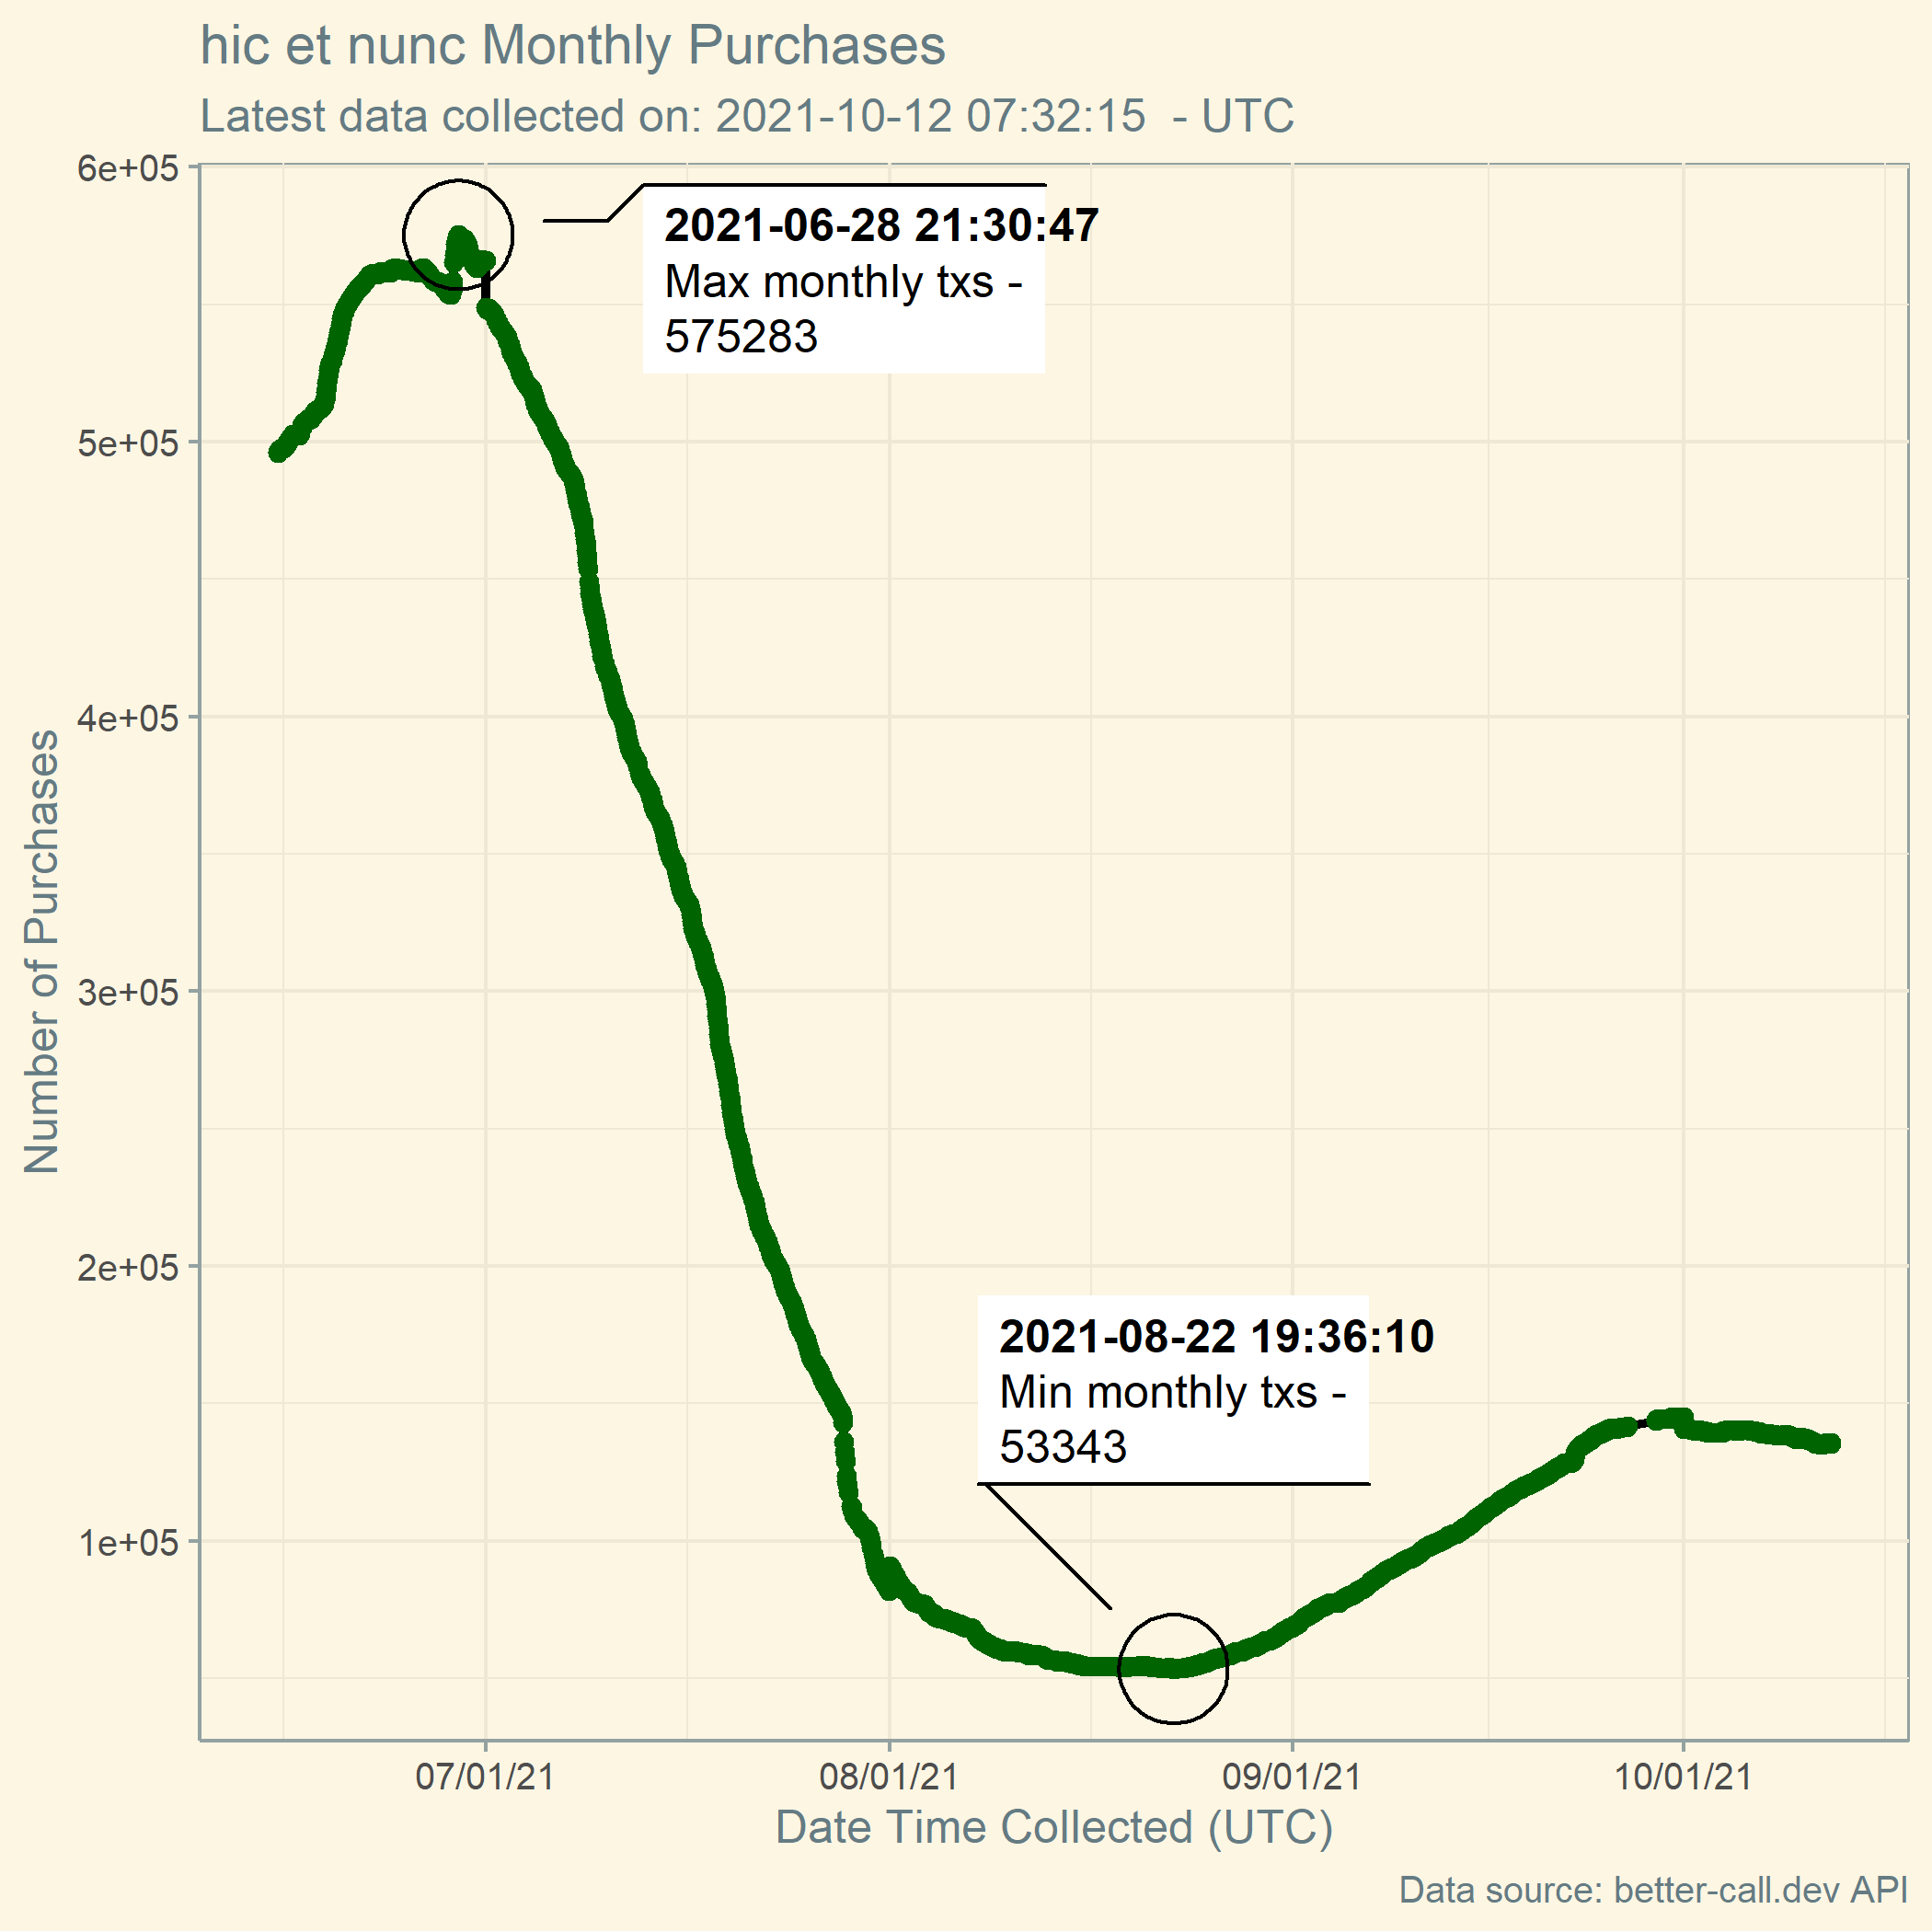 hic et nunc Monthly Purchases
Latest data collected on: 2021-10-12 07:32:15  - UTC
6e+05
5e+05
4e+05
3e+05
2e+05
1e+05
Number of Purchases
2021-06-28 21:30:47
Max monthly txs -
575283
2021-08-22 19:36:10
Min monthly txs -
53343
07/01/21
08/01/21
09/01/21
10/01/21
Date Time Collected (UTC)
Data source: better-call.dev API